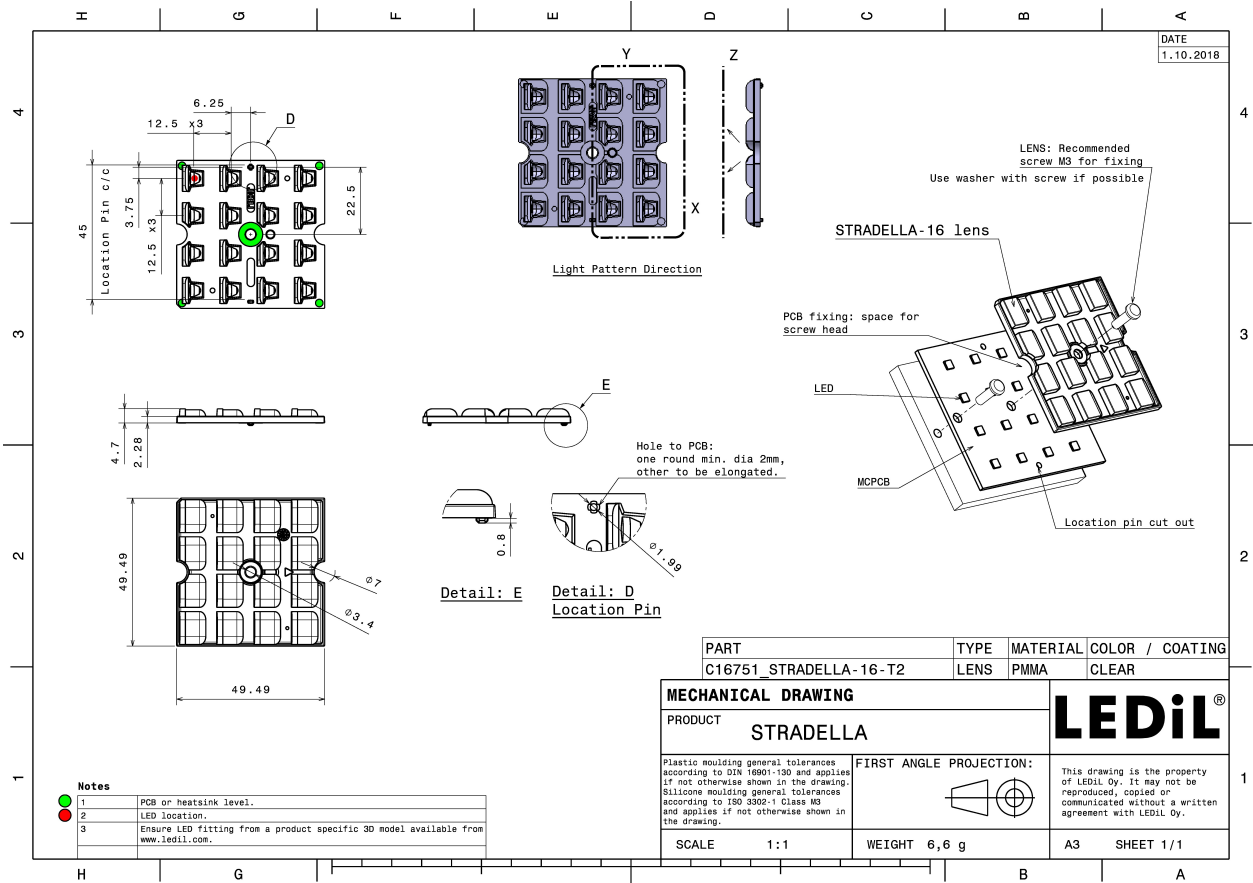 H G F E D C B A
DATE
1.10.2018
4 4
3 3
2 2
1 1
6.25
12.5 x3
D
45
Location Pin c/c
3.75
12.5 x3
22.5
Y
Z
X
Light Pattern Direction
LENS: Recommended
screw M3 for fixing
Use washer with screw if possible
STRADELLA-16 lens
PCB fixing: space for
screw head
LED
MCPCB
Location pin cut out
4.7
2.28
E
Hole to PCB:
one round min. dia 2mm,
other to be elongated.
0.8
⌀1.99
Detail: E
Detail: D
Location Pin
49.49
⌀7
⌀3.4
49.49
PART TYPE MATERIAL COLOR / COATING
C16751_STRADELLA-16-T2 LENS PMMA CLEAR
MECHANICAL DRAWING
PRODUCT
STRADELLA
LEDiL®
Plastic moulding general tolerances
according to DIN 16901-130 and applies
if not otherwise shown in the drawing.
Silicone moulding general tolerances
according to ISO 3302-1 Class M3
and applies if not otherwise shown in
the drawing.
FIRST ANGLE PROJECTION:
This drawing is the property
of LEDiL Oy. It may not be
reproduced, copied or
communicated without a written
agreement with LEDiL Oy.
SCALE 1:1 WEIGHT 6,6 g A3 SHEET 1/1
Notes
1 PCB or heatsink level.
2 LED location.
3 Ensure LED fitting from a product specific 3D model available from
www.ledil.com.
H G B A